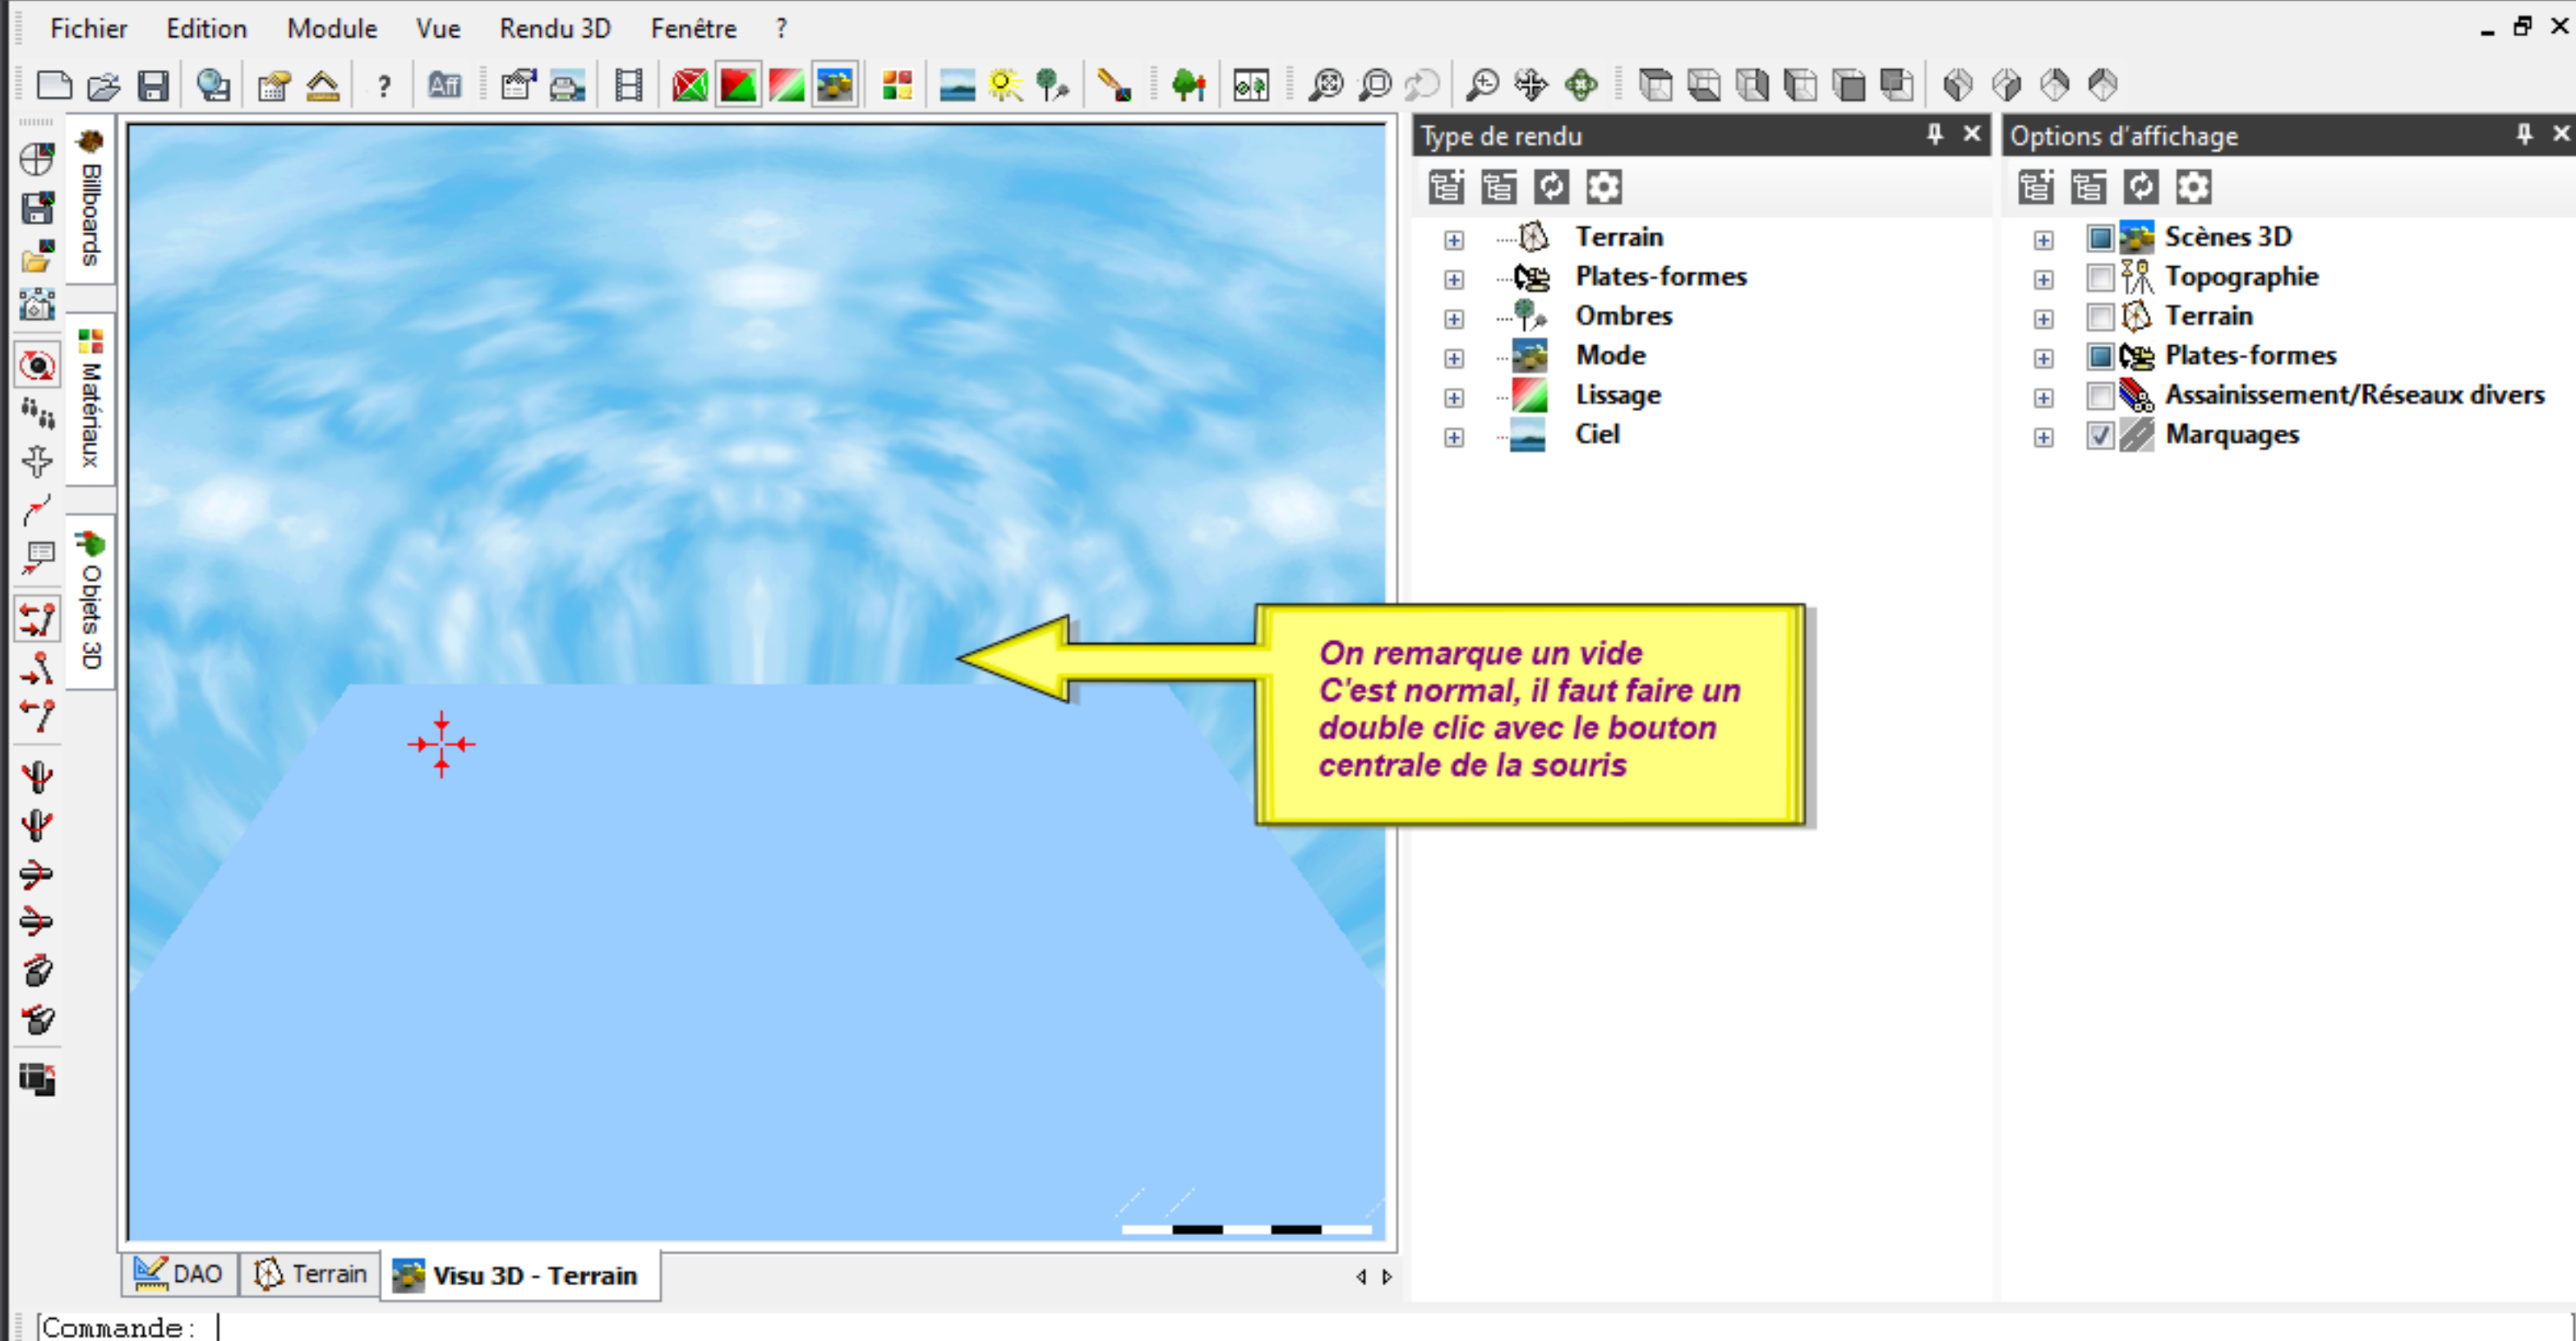 Fichier Edition Module Vue Rendu 3D Fenêtre ?
? Aff
Billboards
Matériaux
Objets 3D
Type de rendu
Terrain
Plates-formes
Ombres
Mode
Lissage
Ciel
Options d'affichage
Scènes 3D
Topographie
Terrain
Plates-formes
Assainissement/Réseaux divers
Marquages
On remarque un vide
C'est normal, il faut faire un
double clic avec le bouton
centrale de la souris
DAO Terrain Visu 3D - Terrain
Commande: